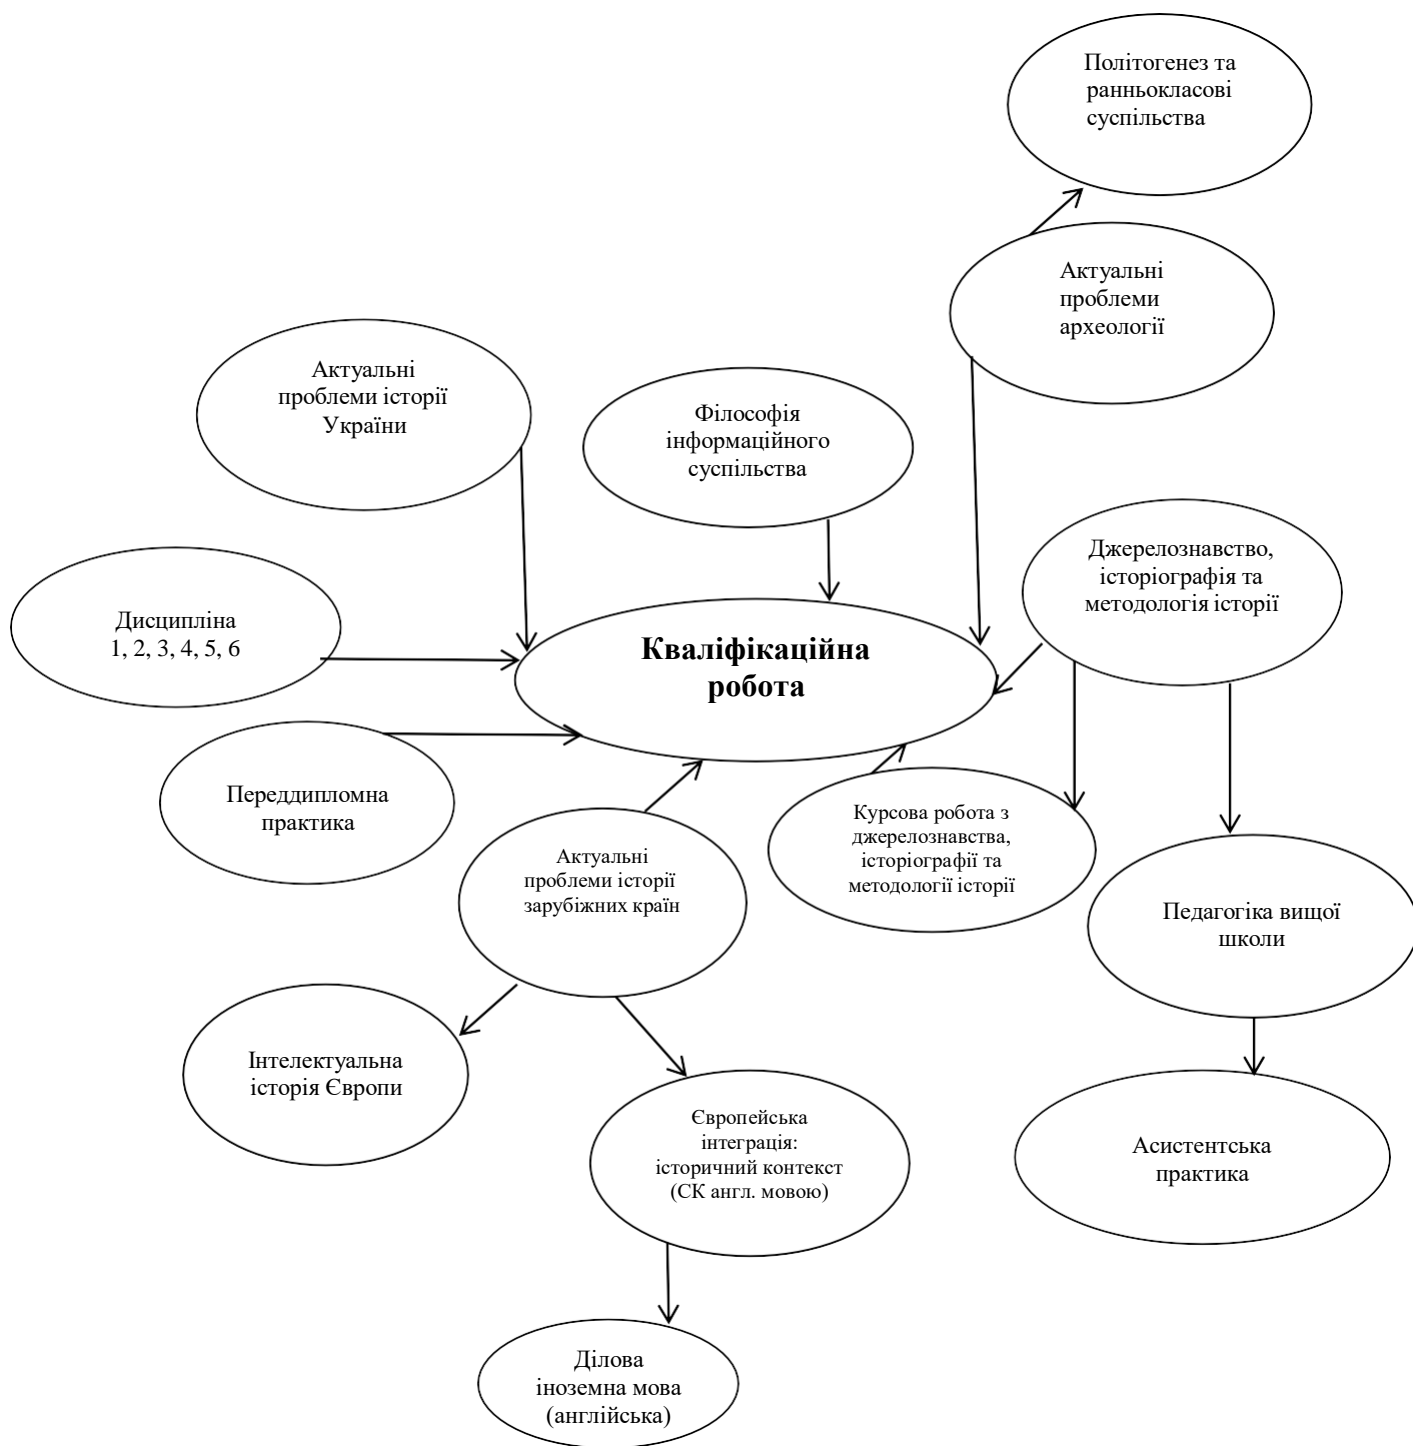 Політогенез та
ранньокласові
суспільства
Актуальні
проблеми
археології
Актуальні
проблеми історії
України
Філософія
інформаційного
суспільства
Джерелознавство,
історіографія та
методологія історії
Дисципліна
1, 2, 3, 4, 5, 6
Кваліфікаційна
робота
Переддипломна
практика
Актуальні
проблеми історії
зарубіжних країн
Курсова робота з
джерелознавства,
історіографії та
методології історії
Педагогіка вищої
школи
Інтелектуальна
історія Європи
Європейська
інтеграція:
історичний контекст
(СК англ. мовою)
Асистентська
практика
Ділова
іноземна мова
(англійська)